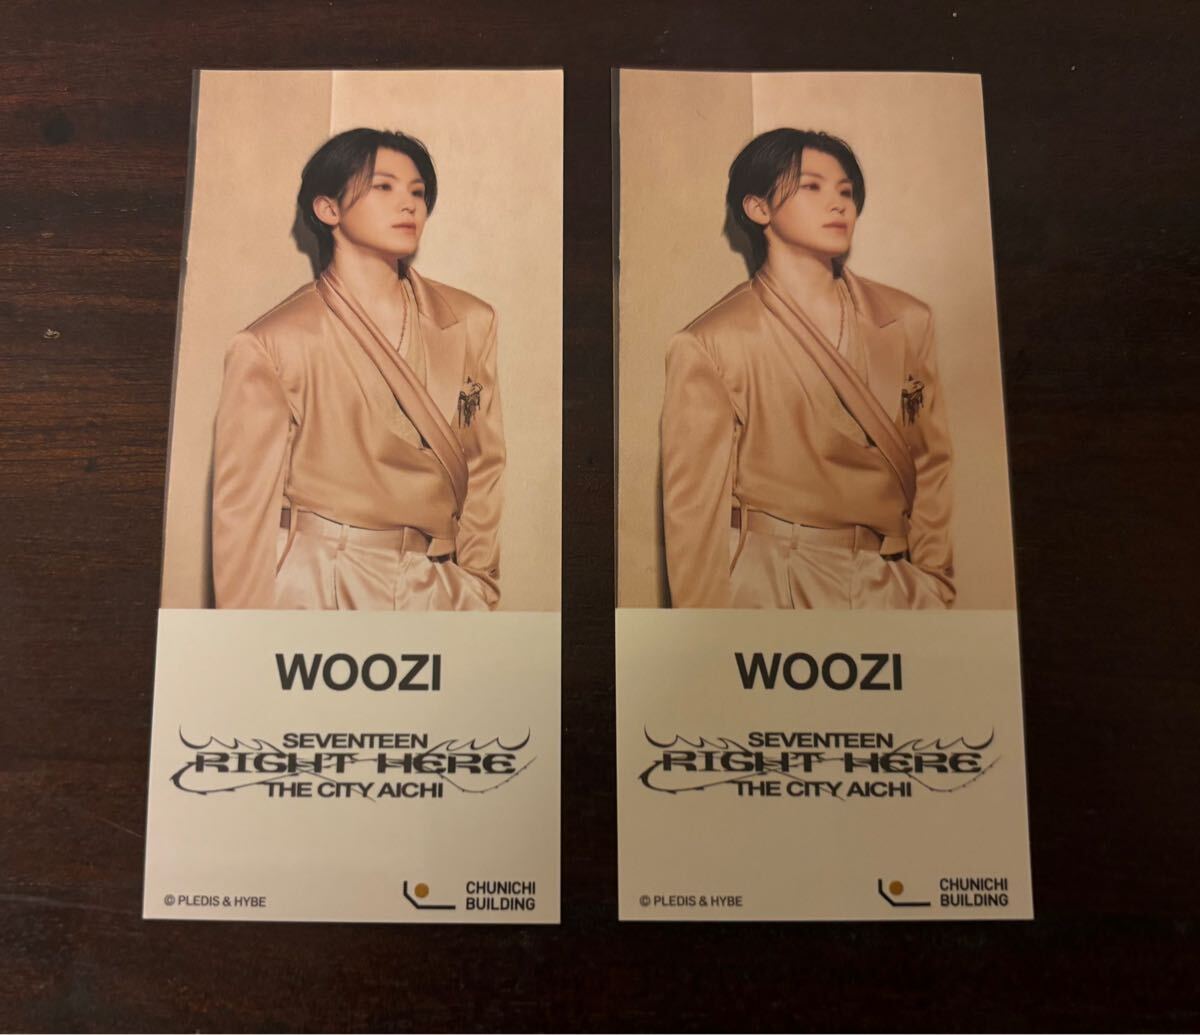 WOOZI
SEVENTEEN
RIGHT HERE
THE CITY AICHI
© PLEDIS & HYBE
CHUNICHI
BUILDING
WOOZI
SEVENTEEN
RIGHT HERE
THE CITY AICHI
© PLEDIS & HYBE
CHUNICHI
BUILDING